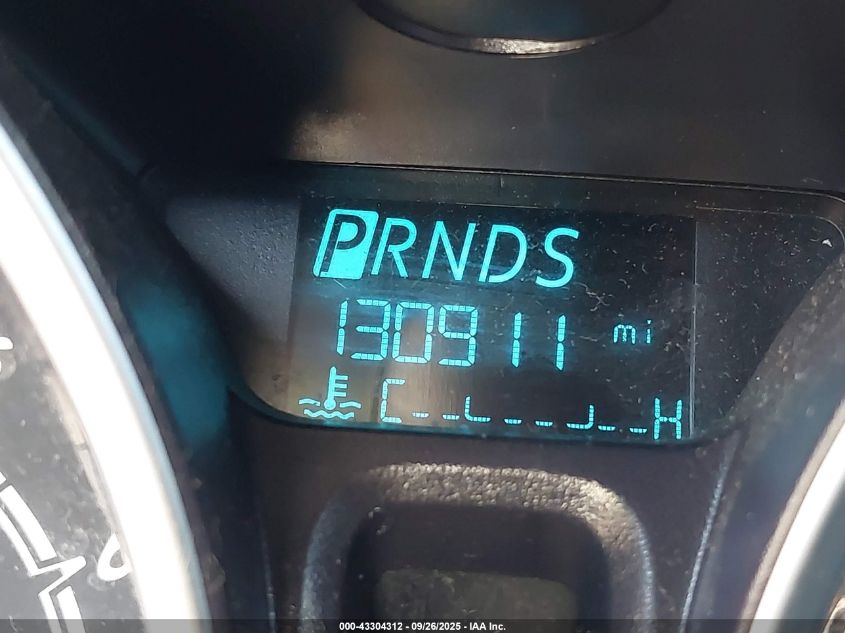 PRNDS
130911 mi
C H
000-43304312 - 09/26/2025 - IAA Inc.